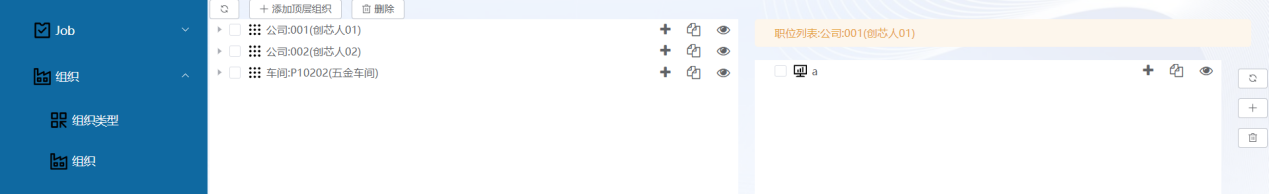 Job
组织
组织类型
组织
添加顶层组织 删除
公司:001(创芯人01)
公司:002(创芯人02)
车间:P10202(五金车间)
职位列表:公司:001(创芯人01)
a